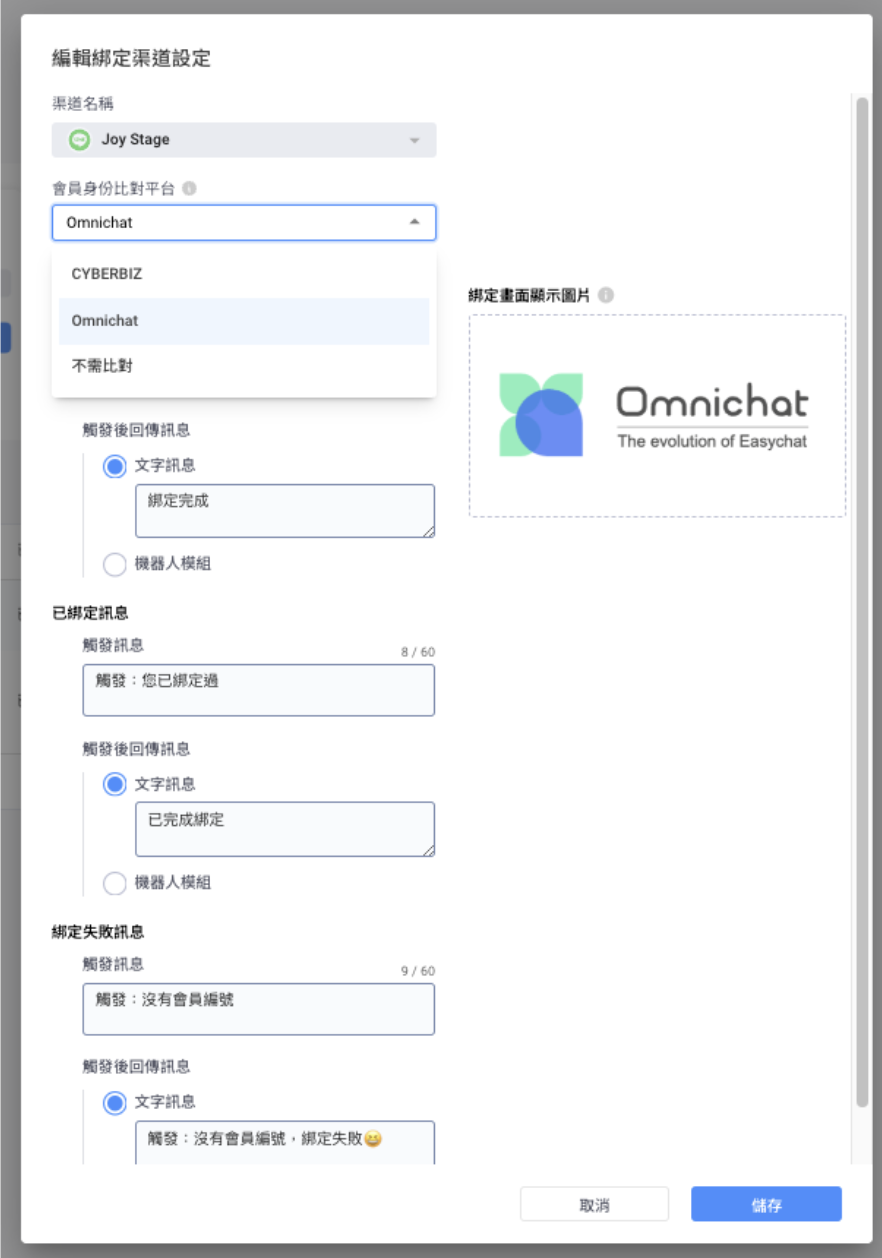 編輯綁定渠道設定
渠道名稱
Joy Stage
會員身份比對平台
Omnichat
CYBERBIZ
Omnichat
不需比對
綁定畫面顯示圖片
Omnichat
The evolution of Easychat
觸發後回傳訊息
文字訊息
綁定完成
機器人模組
已綁定訊息
觸發訊息
8 / 60
觸發：您已綁定過
觸發後回傳訊息
文字訊息
已完成綁定
機器人模組
綁定失敗訊息
觸發訊息
9 / 60
觸發：沒有會員編號
觸發後回傳訊息
文字訊息
觸發：沒有會員編號，綁定失敗😆
取消
儲存